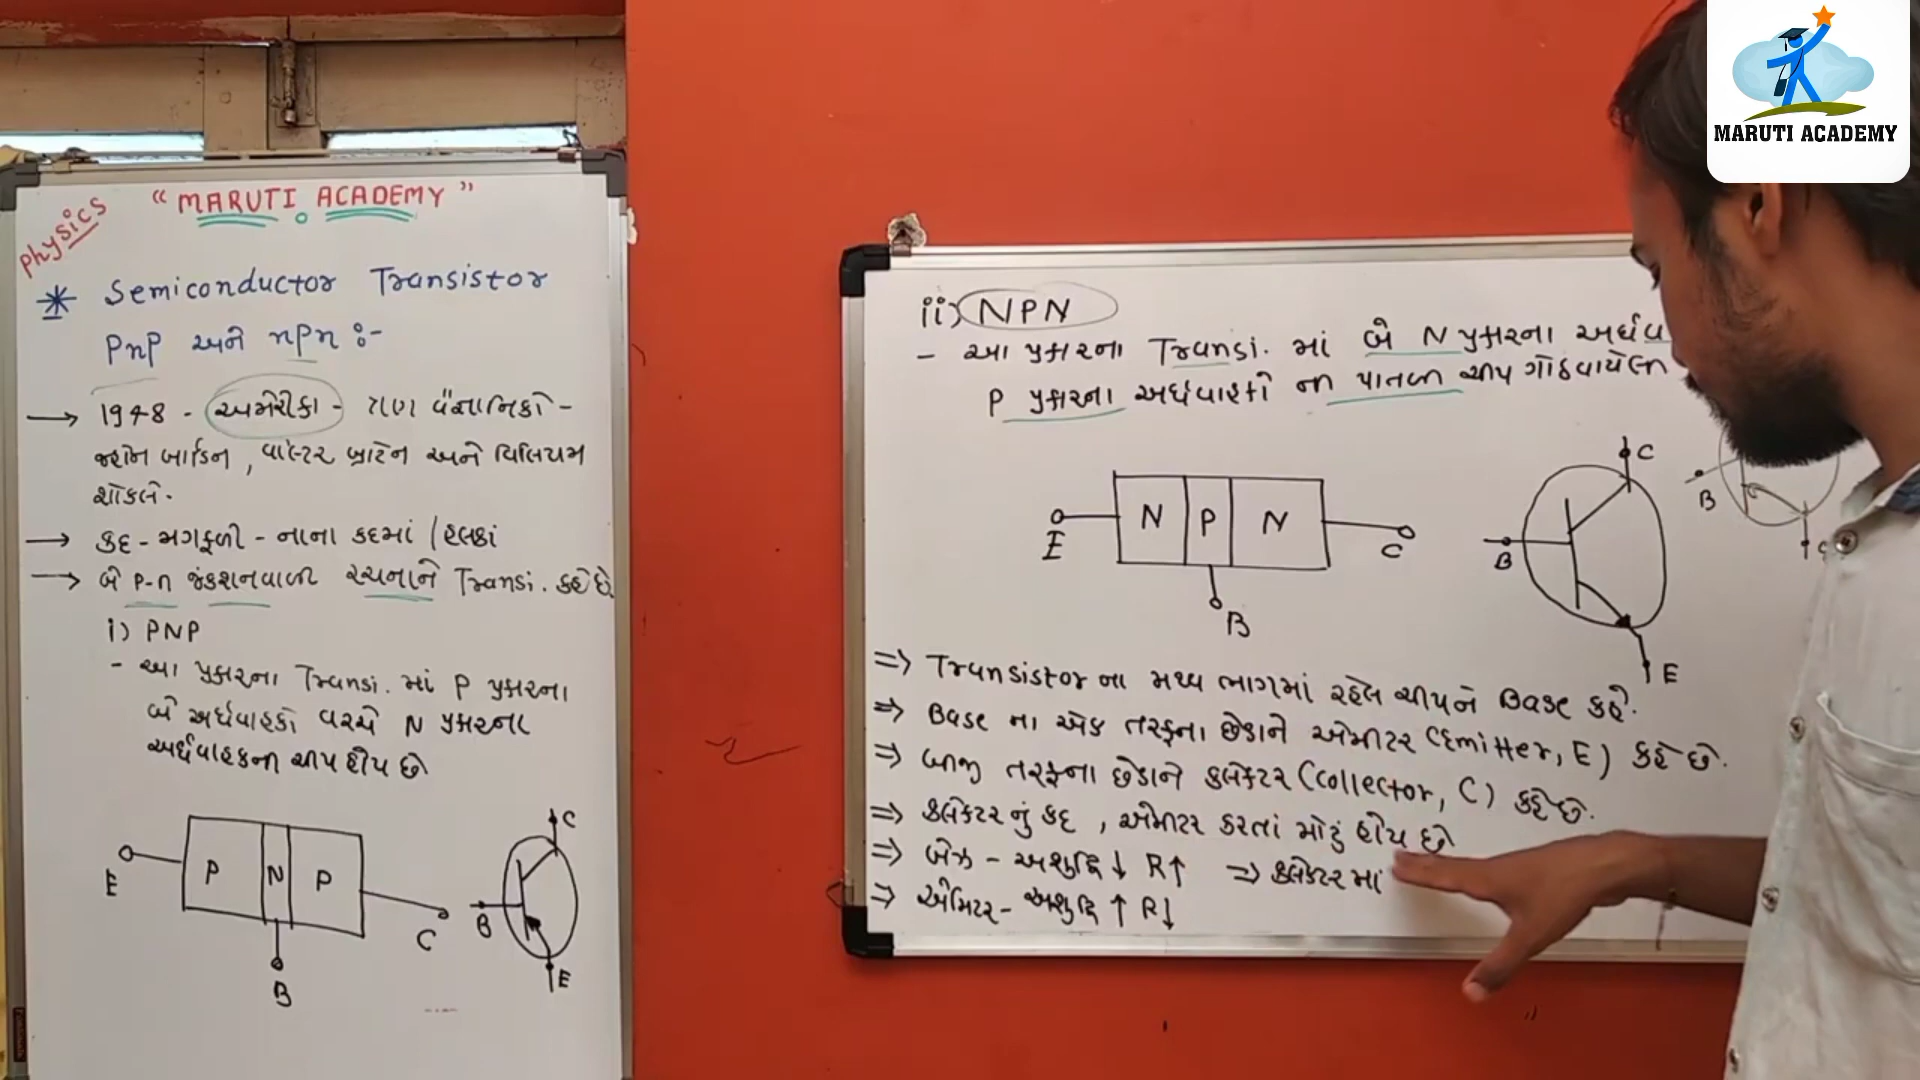 MARUTI ACADEMY
Physics
"MARUTI ACADEMY"
* Semiconductor Transistor
PnP અને nPn :-
→ 1948 - અમેરીકા - ત્રણ વૈજ્ઞાનિકો -
બાર્ડિન, વાલ્ટર બ્રાટેન અને વિલિયમ
શોકલે.
→ કદ - મગફળી - નાના કદમાં / હલકાં
→ બે P-n જંકશનવાળી રચનાને Transi. કહે છે.
i) PNP
- આ પ્રકારના Transi. માં P પ્રકારના
બે અર્ધવાહકો વચ્ચે N પ્રકારના
અર્ધવાહકની ચીપ હોય છે
E P N P C
B
C
B
E
ii) NPN
- આ પ્રકારના Transi. માં બે N પ્રકારના અર્ધવા
P પ્રકારના અર્ધવાહકો ની પાતળી ચીપ ગોઠવાયેલી
E N P N C
B
C
B
E
B
⇒ Transistor ના મધ્ય ભાગમાં રહેલ ચીપને Base કહે.
⇒ Base ના એક તરફના છેડાને એમીટર (Emitter, E) કહે છે.
⇒ બીજી તરફના છેડાને કલેક્ટર (Collector, C) કહે છે.
⇒ કલેક્ટર નું કદ, એમીટર કરતાં મોટું હોય છે
⇒ બેઝ - અશુદ્ધિ ↓ R↑ ⇒ કલેક્ટર માં
⇒ એમિટર - અશુદ્ધિ ↑ R↓